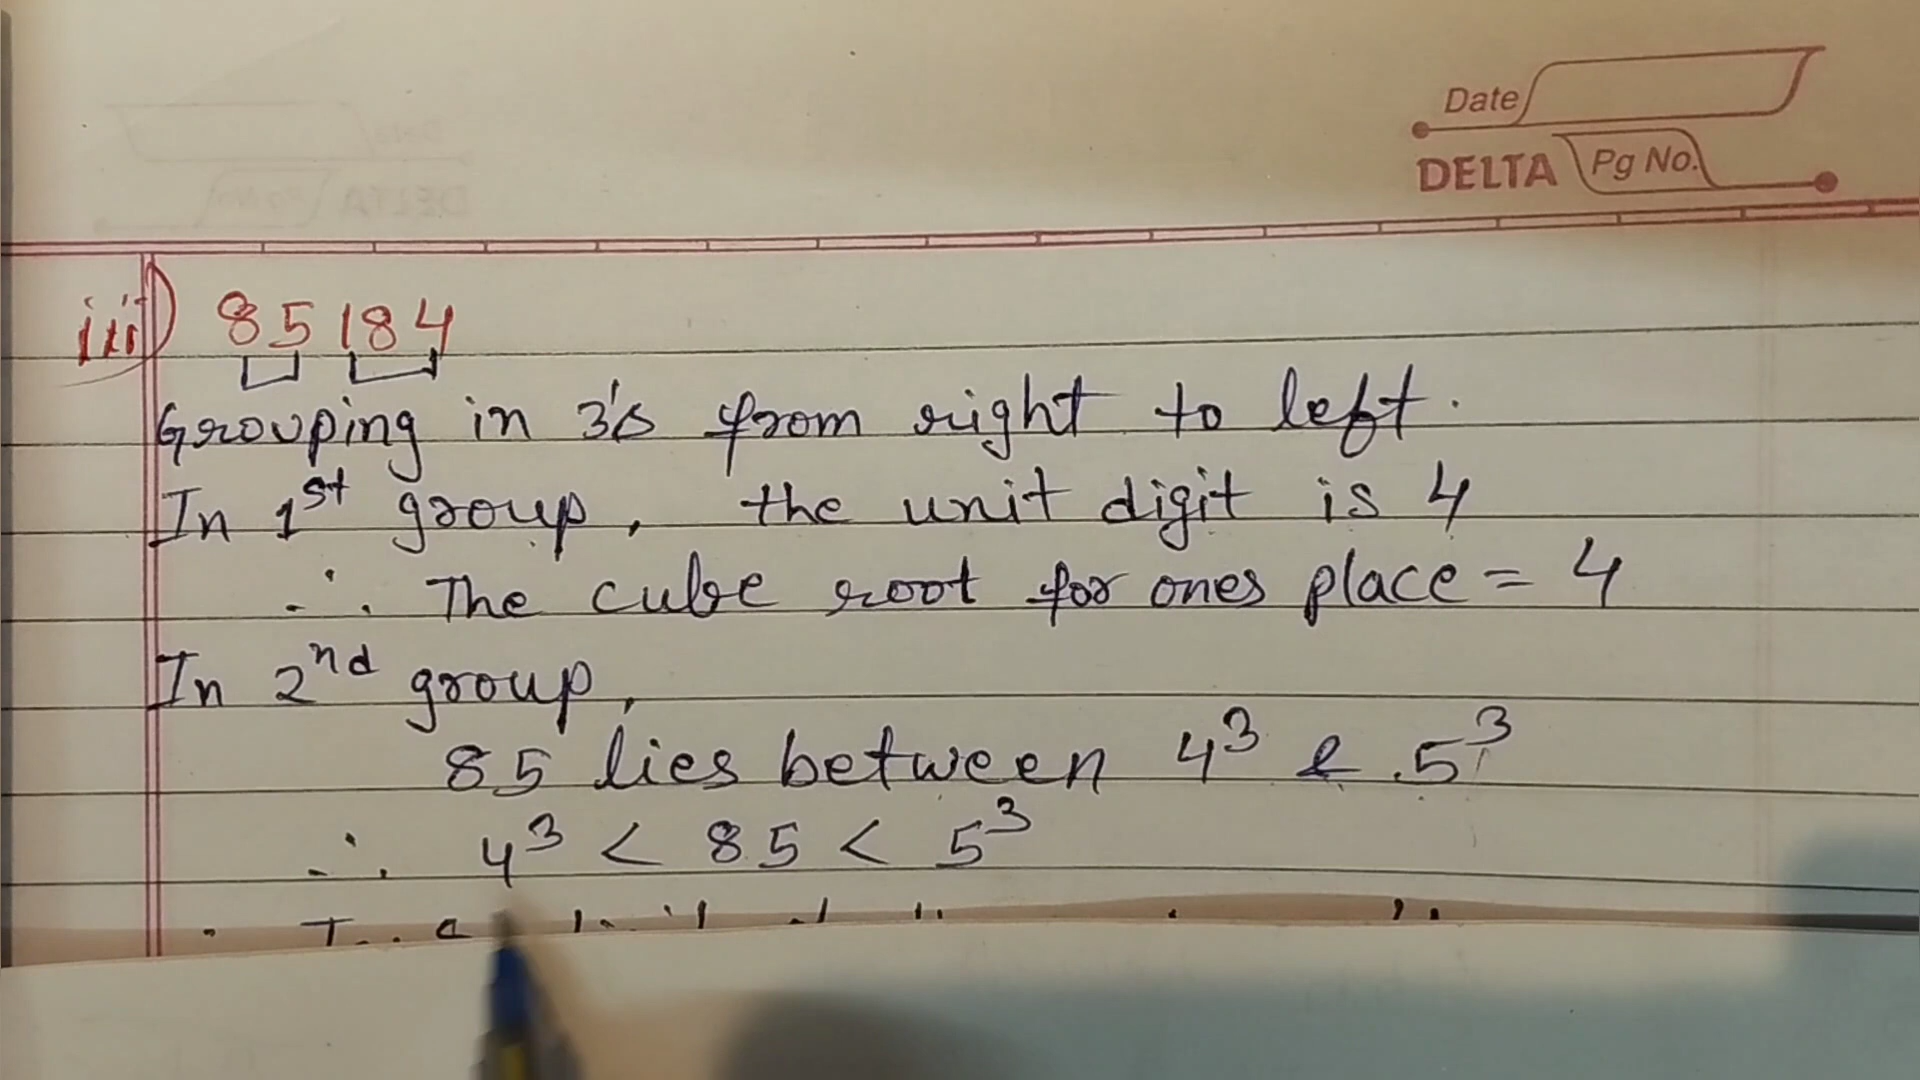 Date
DELTA Pg No.
iii) 85184
Grouping in 3's from right to left.
In 1st group, the unit digit is 4
∴ The cube root for ones place = 4
In 2nd group,
85 lies between 4³ & 5³
∴ 4³ < 85 < 5³